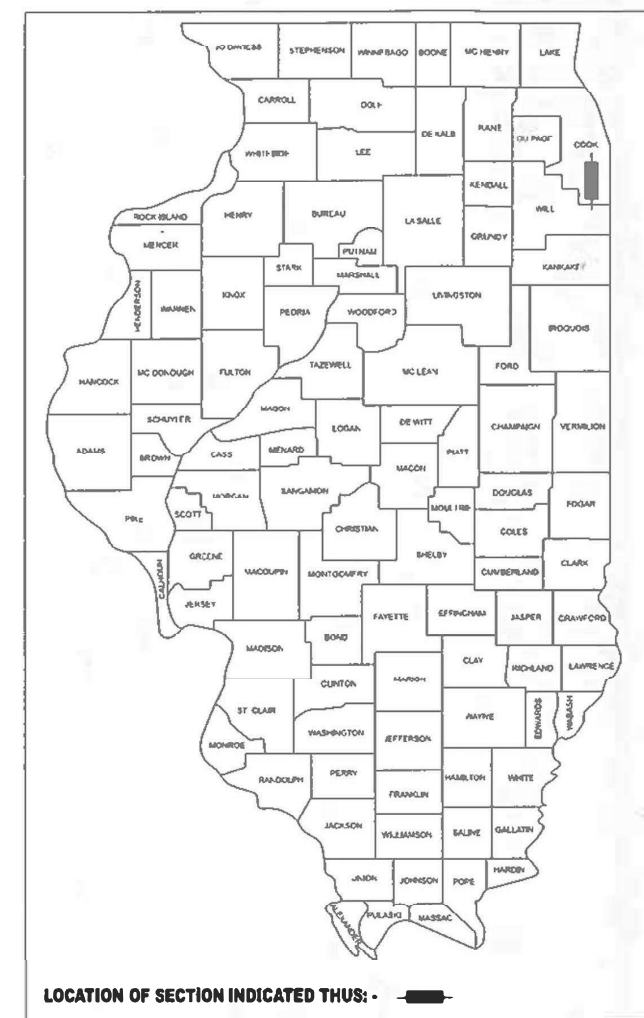 STEPHENSON WINNEBAGO BOONE MC HENRY LAKE
CARROLL OGLE
DE KALB KANE DU PAGE COOK
WHITESIDE LEE
KENDALL WILL
ROCK ISLAND HENRY BUREAU LA SALLE
GRUNDY
MERCER PUTNAM
STARK MARSHALL KANKAKEE
HENDERSON WARREN KNOX PEORIA WOODFORD LIVINGSTON
IROQUOIS
HANCOCK MC DONOUGH FULTON TAZEWELL MC LEAN FORD
SCHUYLER MASON LOGAN DE WITT CHAMPAIGN VERMILION
ADAMS BROWN CASS MENARD MACON PIATT
PIKE SCOTT MORGAN SANGAMON MOULTRIE DOUGLAS EDGAR
CHRISTIAN COLES
CALHOUN GREENE MACOUPIN MONTGOMERY SHELBY CUMBERLAND CLARK
JERSEY FAYETTE EFFINGHAM JASPER CRAWFORD
MADISON BOND
CLAY RICHLAND LAWRENCE
CLINTON MARION
ST. CLAIR WAYNE EDWARDS WABASH
MONROE WASHINGTON JEFFERSON
RANDOLPH PERRY HAMILTON WHITE
FRANKLIN
JACKSON WILLIAMSON SALINE GALLATIN
UNION JOHNSON POPE HARDIN
ALEXANDER PULASKI MASSAC
LOCATION OF SECTION INDICATED THUS: -